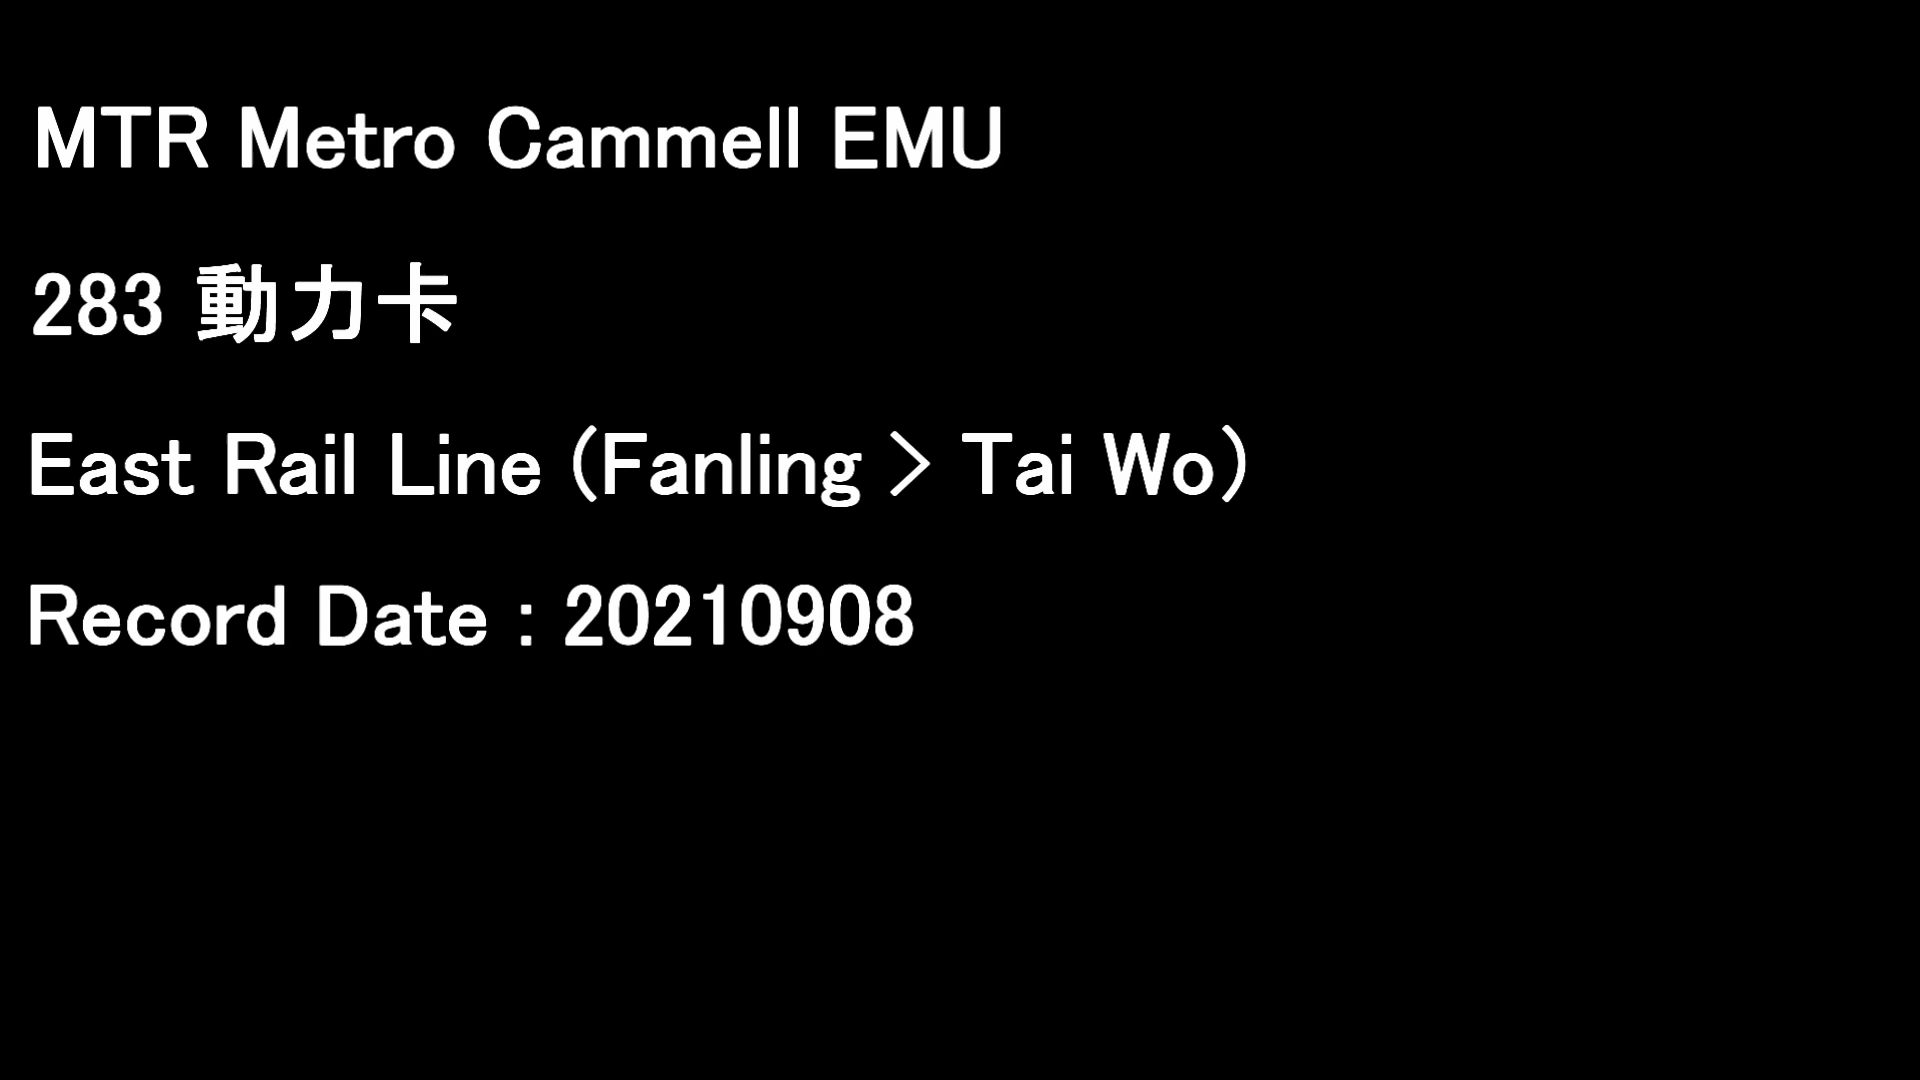 MTR Metro Cammell EMU
283 動力卡
East Rail Line (Fanling > Tai Wo)
Record Date : 20210908